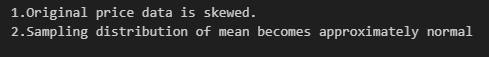 1.Original price data is skewed.
2.Sampling distribution of mean becomes approximately normal